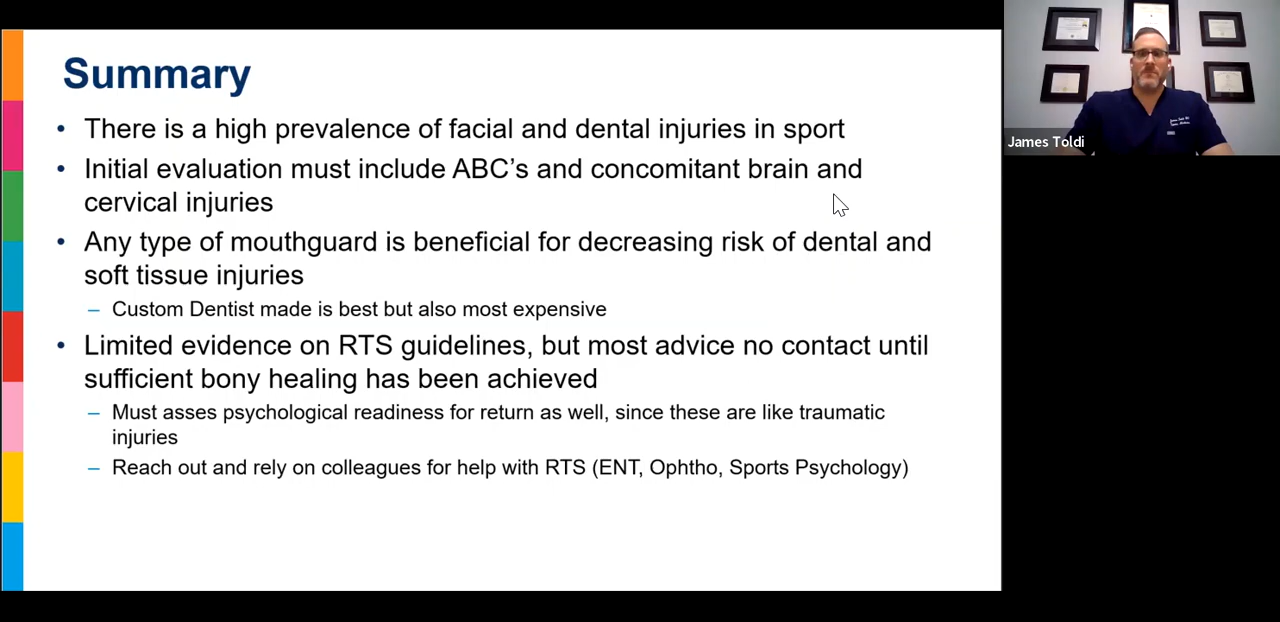 Summary
• There is a high prevalence of facial and dental injuries in sport
• Initial evaluation must include ABC's and concomitant brain and
cervical injuries
• Any type of mouthguard is beneficial for decreasing risk of dental and
soft tissue injuries
– Custom Dentist made is best but also most expensive
• Limited evidence on RTS guidelines, but most advice no contact until
sufficient bony healing has been achieved
– Must asses psychological readiness for return as well, since these are like traumatic
injuries
– Reach out and rely on colleagues for help with RTS (ENT, Ophtho, Sports Psychology)
James Toldi